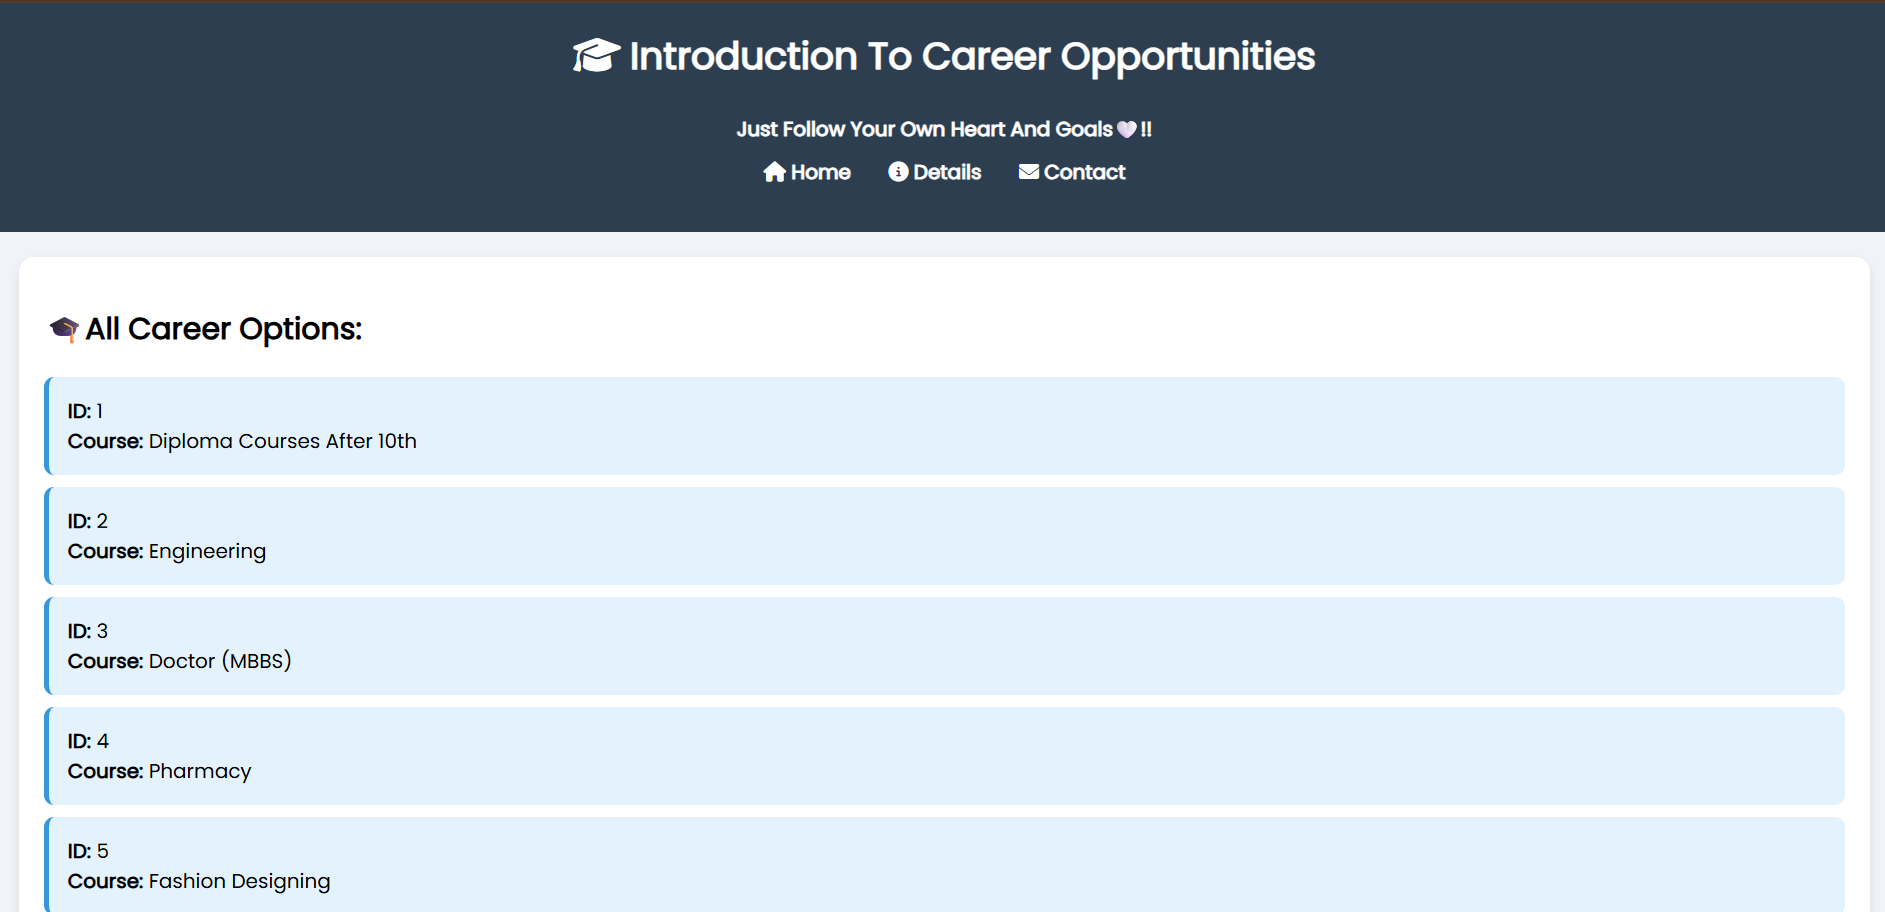 Introduction To Career Opportunities
Just Follow Your Own Heart And Goals🤍!!
Home Details Contact
🎓All Career Options:
ID: 1
Course: Diploma Courses After 10th
ID: 2
Course: Engineering
ID: 3
Course: Doctor (MBBS)
ID: 4
Course: Pharmacy
ID: 5
Course: Fashion Designing